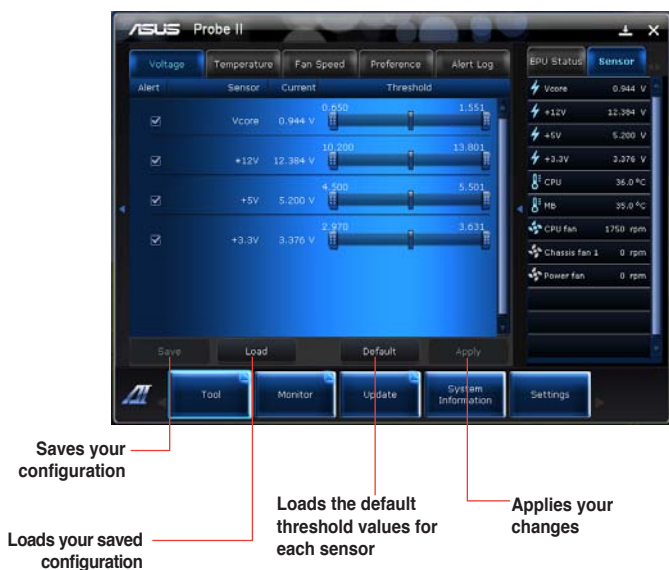 ASUS Probe II
Voltage Temperature Fan Speed Preference Alert Log
Alert Sensor Current Threshold
Vcore 0.944 V 0.650 1.551
+12V 12.384 V 10.200 13.801
+5V 5.200 V 4.500 5.501
+3.3V 3.376 V 2.970 3.631
Save Load Default Apply
EPU Status Sensor
Vcore 0.944 V
+12V 12.384 V
+5V 5.200 V
+3.3V 3.376 V
CPU 36.0 ºC
MB 35.0 ºC
CPU fan 1750 rpm
Chassis fan 1 0 rpm
Power fan 0 rpm
AI
Tool Monitor Update System Information Settings
Saves your
configuration
Loads your saved
configuration
Loads the default
threshold values for
each sensor
Applies your
changes